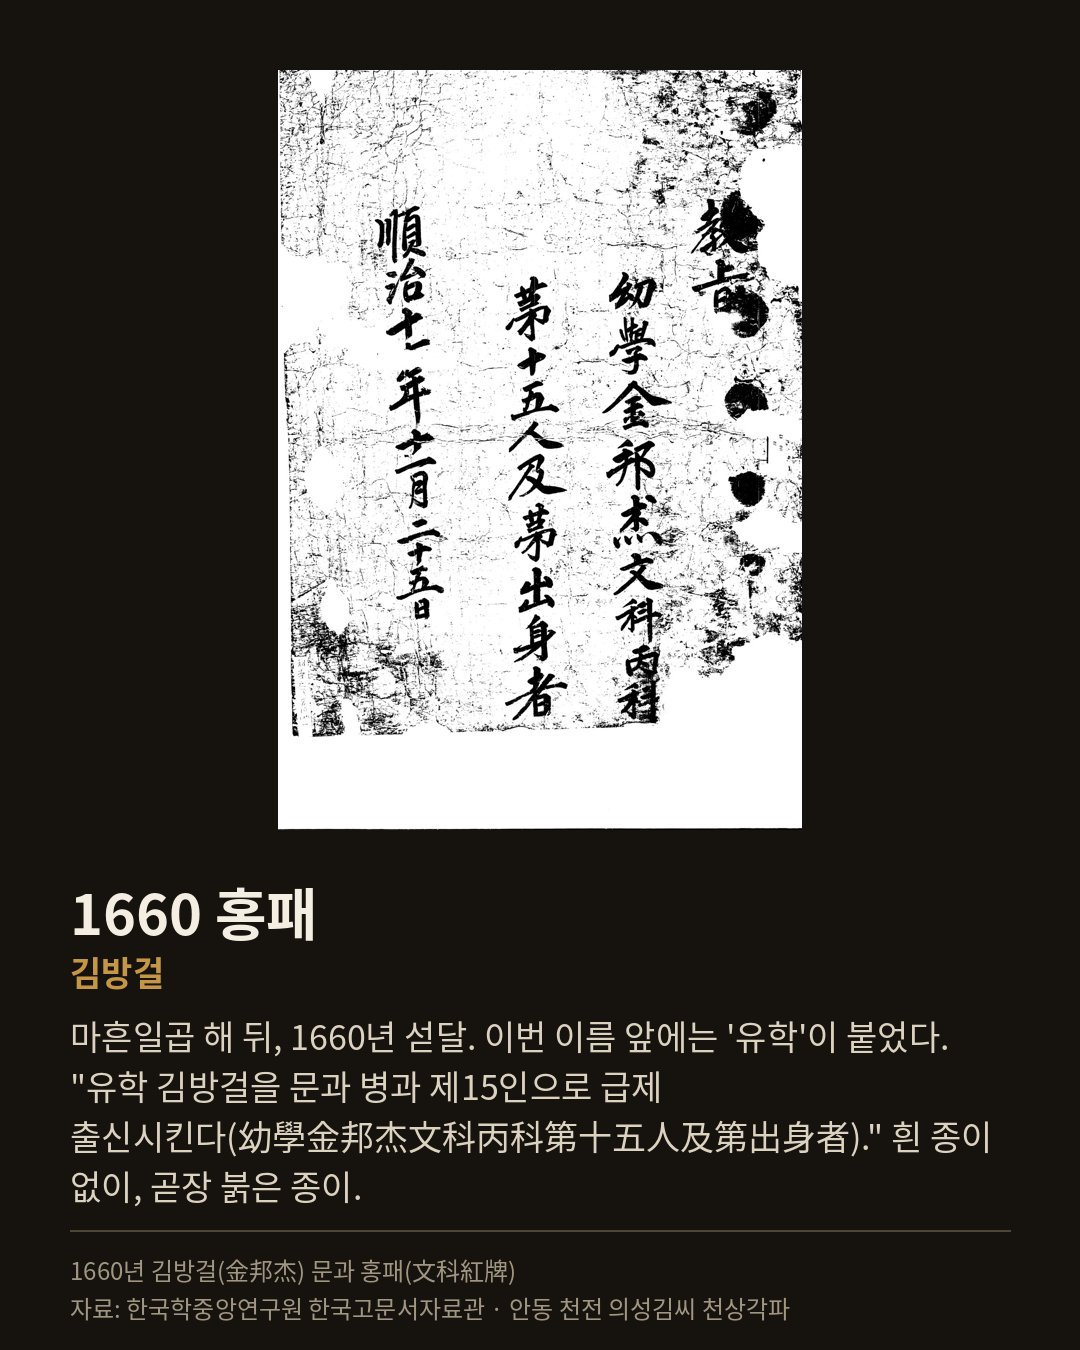 敎旨
幼學金邦杰文科丙科
苐十五人及苐出身者
順治十七年十二月二十五日
1660 홍패
김방걸
마흔일곱 해 뒤, 1660년 섣달. 이번 이름 앞에는 '유학'이 붙었다.
"유학 김방걸을 문과 병과 제15인으로 급제
출신시킨다(幼學金邦杰文科丙科第十五人及第出身者)." 흰 종이
없이, 곧장 붉은 종이.
1660년 김방걸(金邦杰) 문과 홍패(文科紅牌)
자료: 한국학중앙연구원 한국고문서자료관 · 안동 천전 의성김씨 천상각파